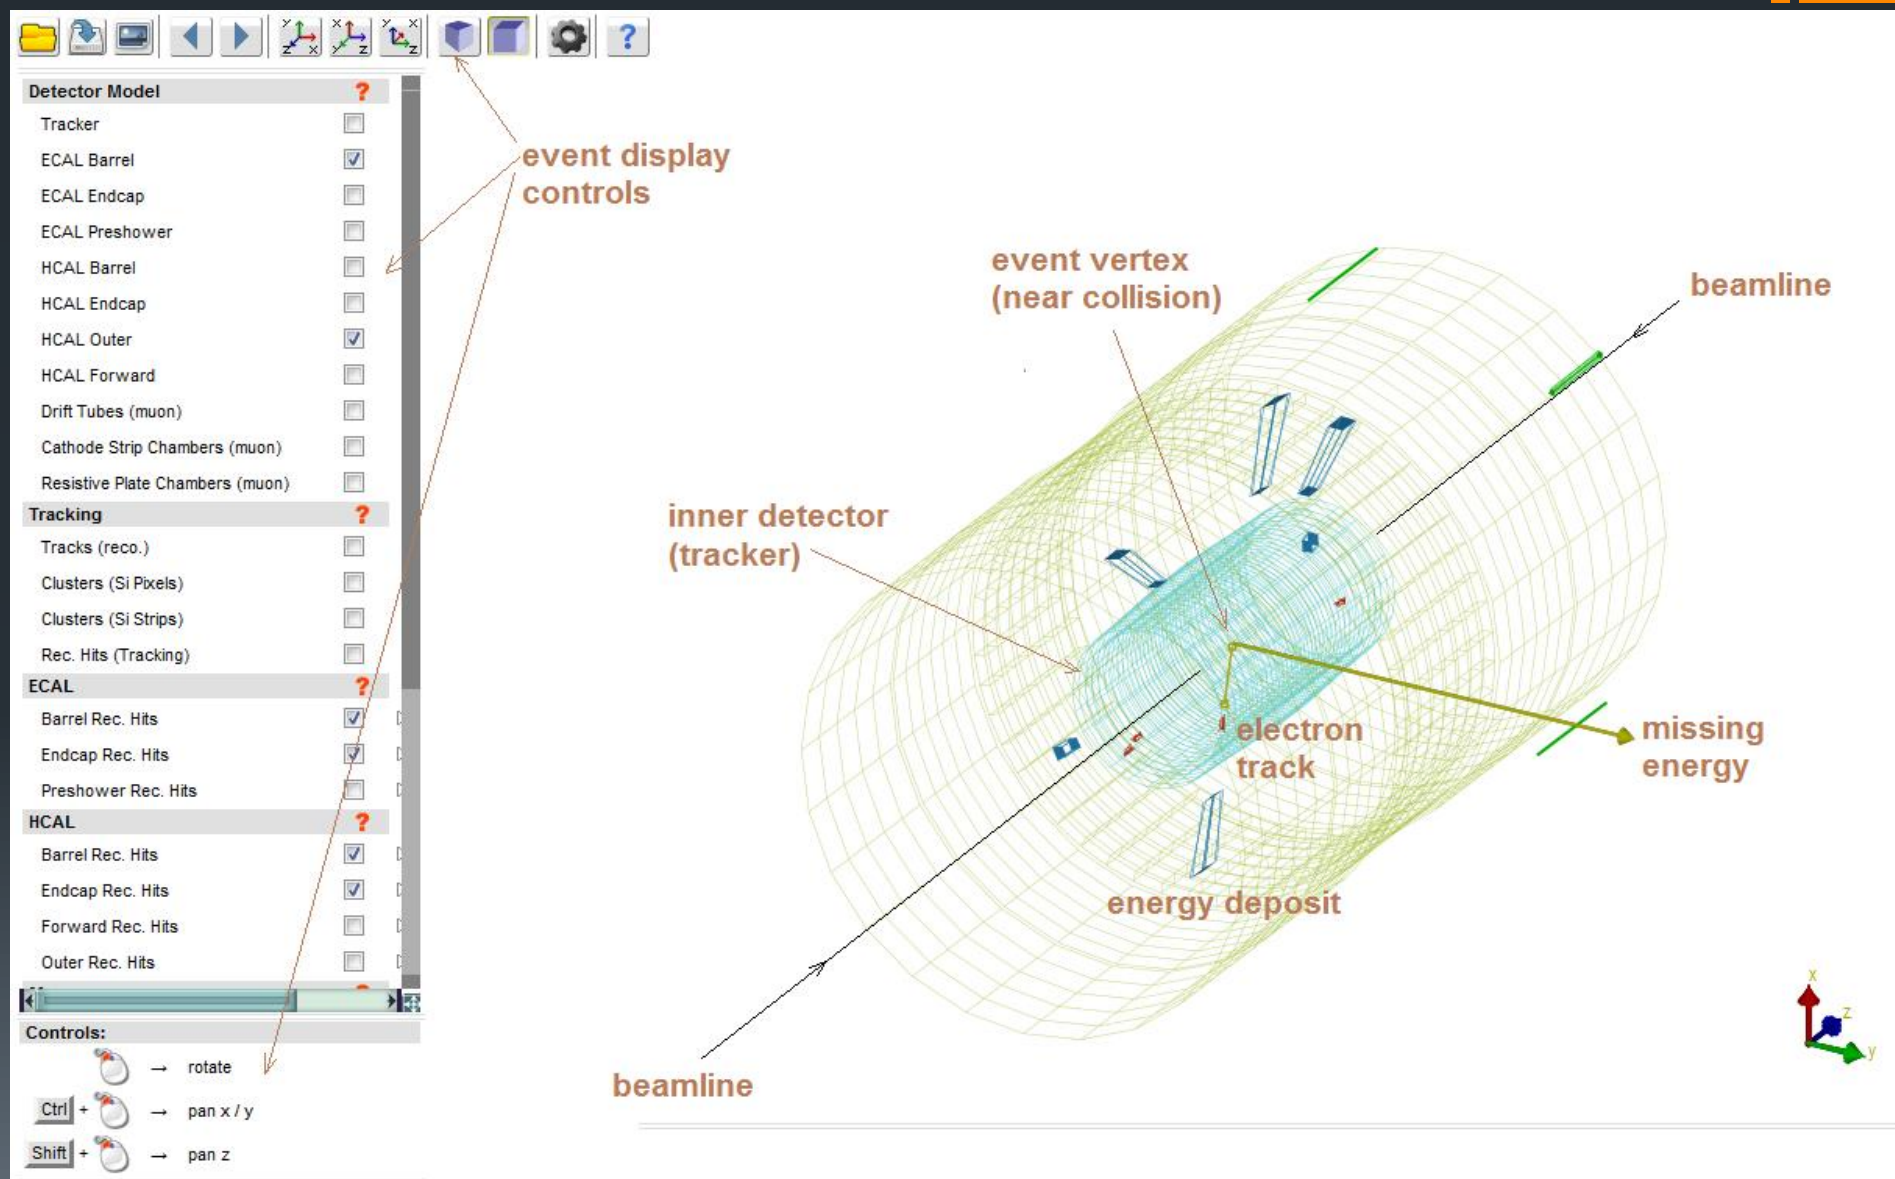 Y
Z X
X
Y Z
Y X
Z
?
Detector Model ?
Tracker
ECAL Barrel
ECAL Endcap
ECAL Preshower
HCAL Barrel
HCAL Endcap
HCAL Outer
HCAL Forward
Drift Tubes (muon)
Cathode Strip Chambers (muon)
Resistive Plate Chambers (muon)
Tracking ?
Tracks (reco.)
Clusters (Si Pixels)
Clusters (Si Strips)
Rec. Hits (Tracking)
ECAL ?
Barrel Rec. Hits
Endcap Rec. Hits
Preshower Rec. Hits
HCAL ?
Barrel Rec. Hits
Endcap Rec. Hits
Forward Rec. Hits
Outer Rec. Hits
Controls:
→ rotate
Ctrl + → pan x / y
Shift + → pan z
event display
controls
event vertex
(near collision)
beamline
inner detector
(tracker)
electron
track
missing
energy
energy deposit
beamline
x
z
y